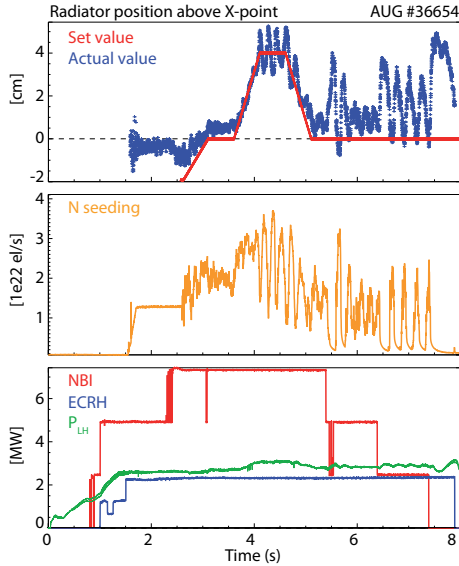 Radiator position above X-point AUG #36654
Set value
Actual value
[cm]
4
2
0
-2
N seeding
[1e22 el/s]
4
3
2
1
NBI
ECRH
P_LH
[MW]
6
4
2
0
0 2 4 6 8
Time (s)